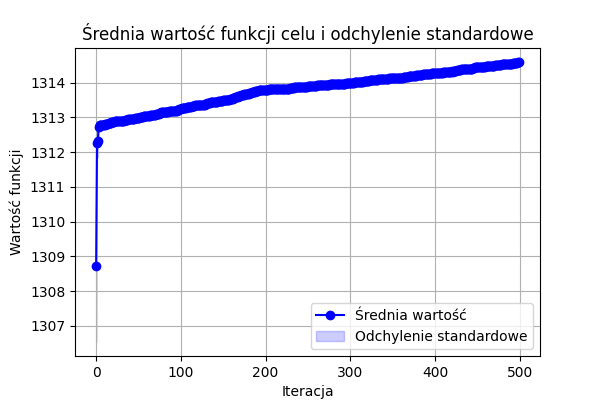 Średnia wartość funkcji celu i odchylenie standardowe
Wartość funkcji
1314
1313
1312
1311
1310
1309
1308
1307
0 100 200 300 400 500
Iteracja
Średnia wartość
Odchylenie standardowe